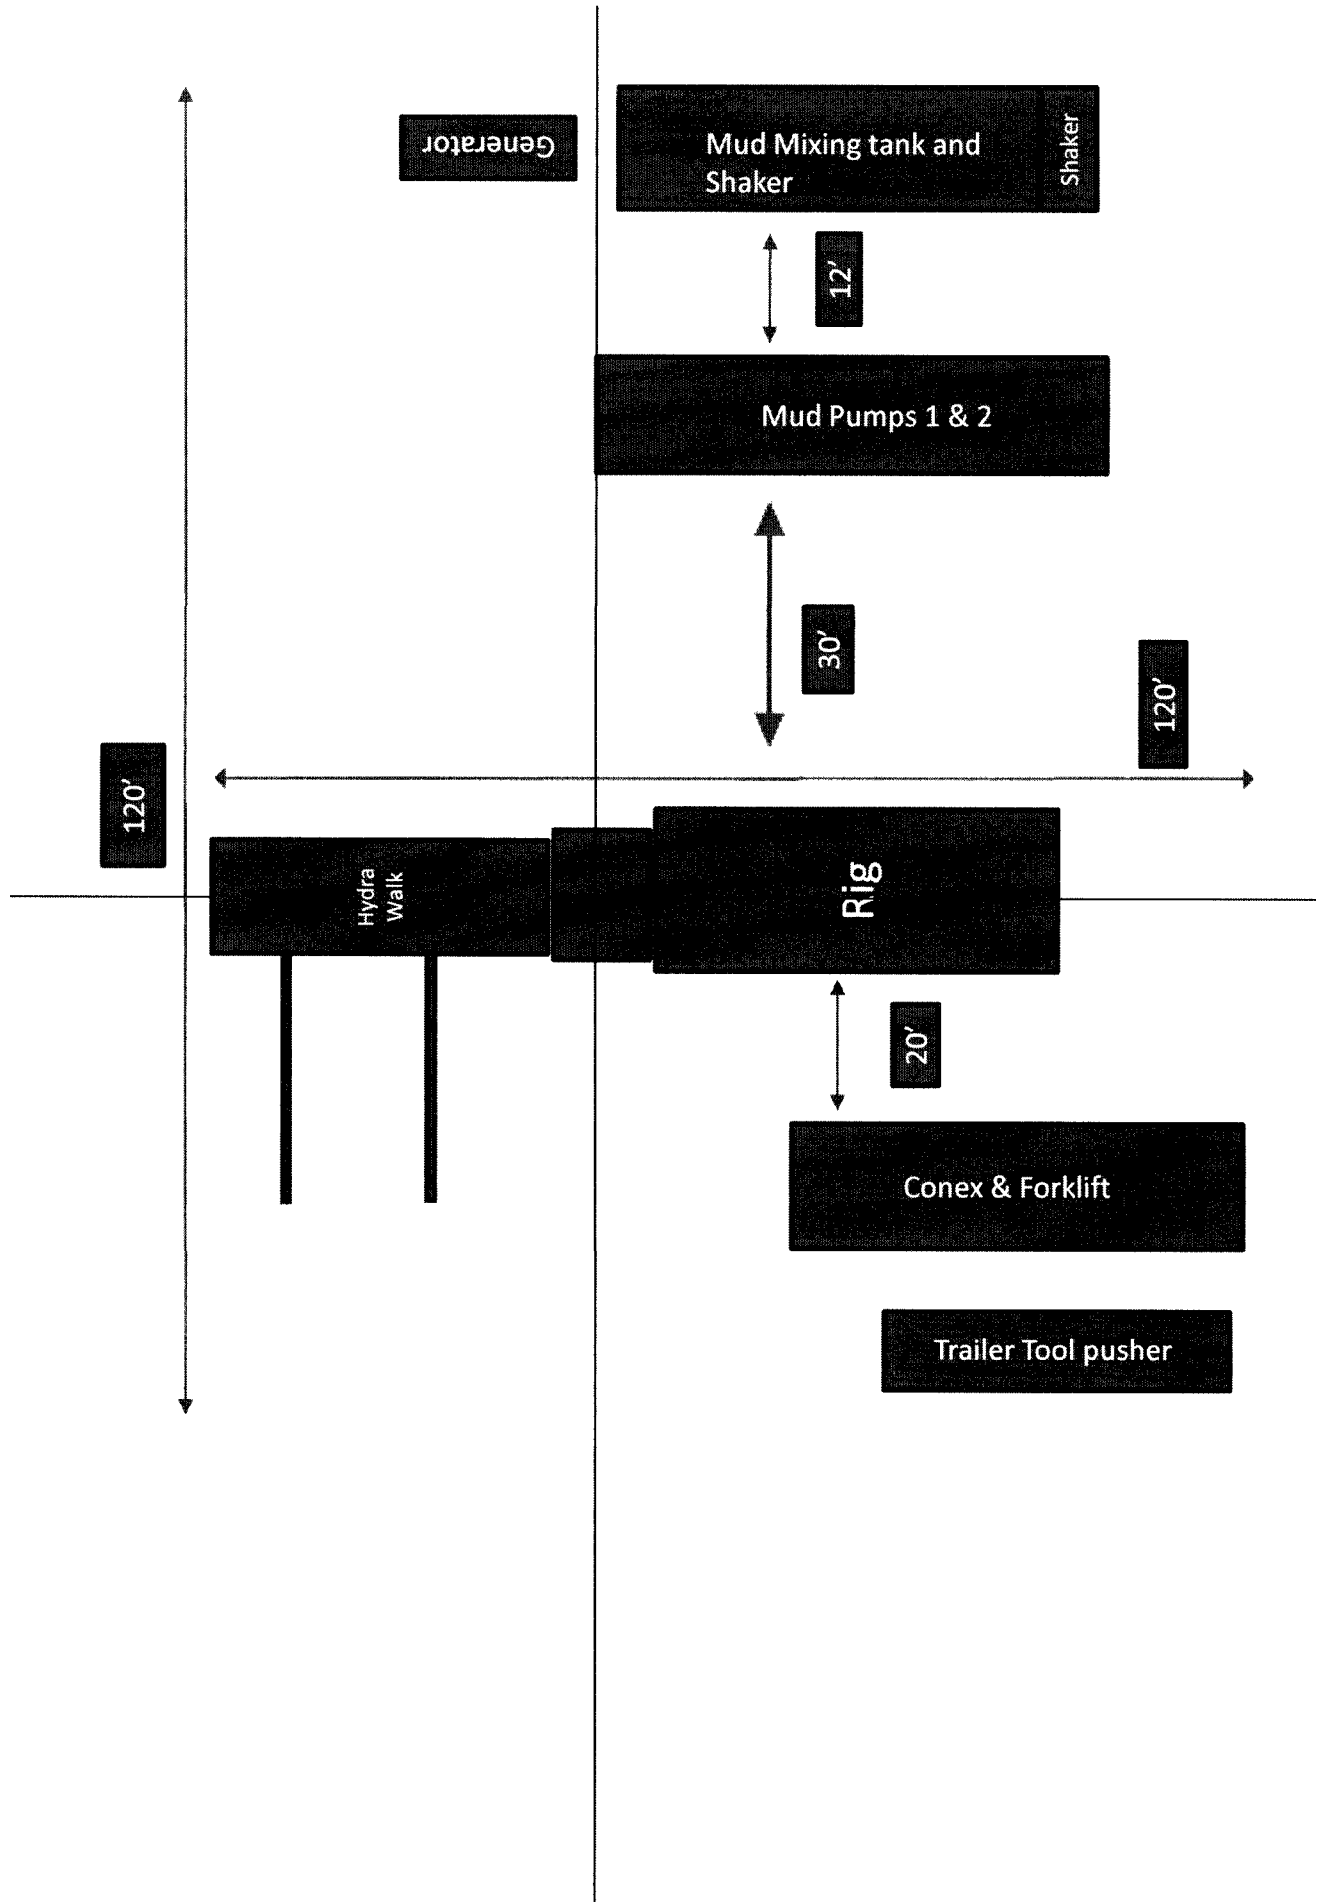 Generator
Mud Mixing tank and
Shaker
Shaker
12'
Mud Pumps 1 & 2
30'
120'
120'
Hydra
Walk
Rig
20'
Conex & Forklift
Trailer Tool pusher